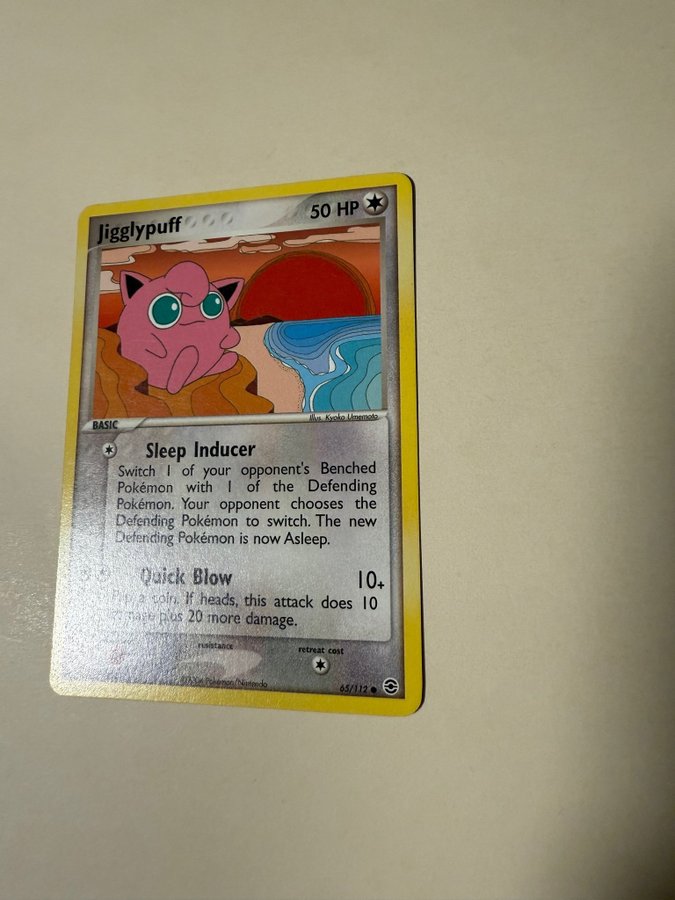 Jigglypuff
50 HP
Illus. Kyoko Umemoto
BASIC
Sleep Inducer
Switch 1 of your opponent's Benched
Pokémon with 1 of the Defending
Pokémon. Your opponent chooses the
Defending Pokémon to switch. The new
Defending Pokémon is now Asleep.
Quick Blow 10+
Flip a coin. If heads, this attack does 10
damage plus 20 more damage.
resistance
retreat cost
Pokémon/Nintendo
65/112